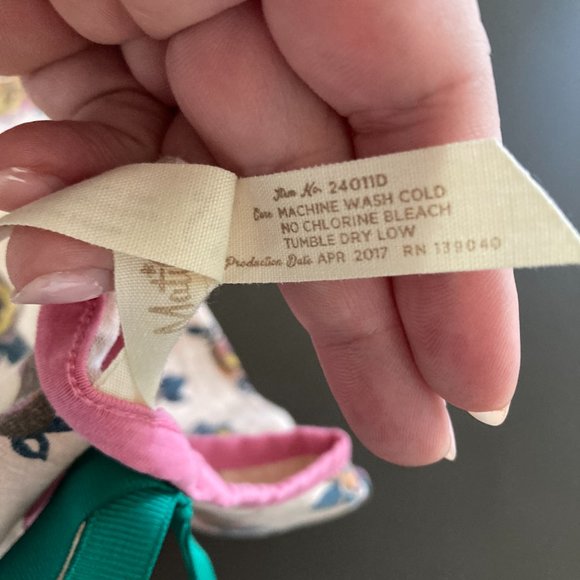 Item No. 24011D
Care MACHINE WASH COLD
NO CHLORINE BLEACH
TUMBLE DRY LOW
Production Date APR 2017 RN 139040
Mati